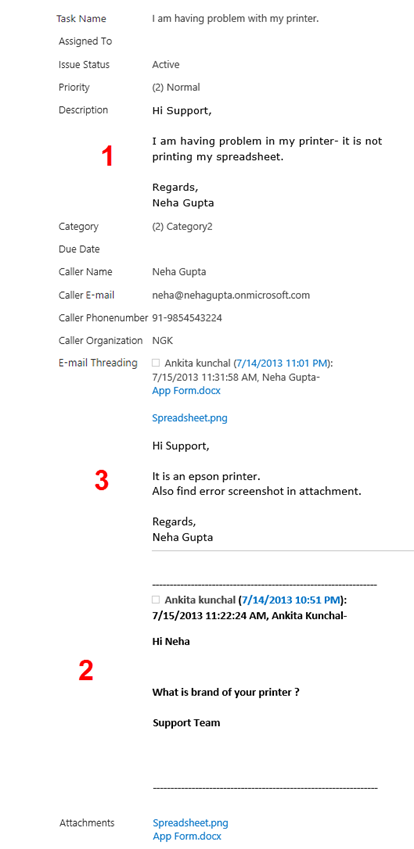 Task Name I am having problem with my printer.
Assigned To
Issue Status Active
Priority (2) Normal
Description Hi Support,
1
I am having problem in my printer- it is not
printing my spreadsheet.
Regards,
Neha Gupta
Category (2) Category2
Due Date
Caller Name Neha Gupta
Caller E-mail neha@nehagupta.onmicrosoft.com
Caller Phonenumber 91-9854543224
Caller Organization NGK
E-mail Threading Ankita kunchal (7/14/2013 11:01 PM):
7/15/2013 11:31:58 AM, Neha Gupta-
App Form.docx
Spreadsheet.png
Hi Support,
3
It is an epson printer.
Also find error screenshot in attachment.
Regards,
Neha Gupta
----------------------------------------------------------------
Ankita kunchal (7/14/2013 10:51 PM):
7/15/2013 11:22:24 AM, Ankita Kunchal-
Hi Neha
2
What is brand of your printer ?
Support Team
----------------------------------------------------------------
Attachments Spreadsheet.png
App Form.docx